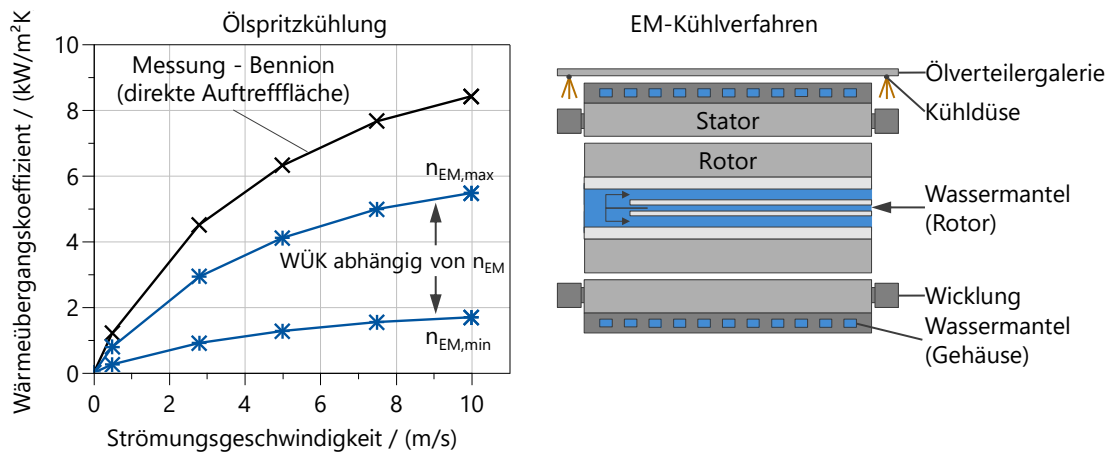 Ölspritzkühlung
Wärmeübergangskoeffizient / (kW/m²K)
10
8
6
4
2
0
0
2
4
6
8
10
Strömungsgeschwindigkeit / (m/s)
Messung - Bennion
(direkte Auftrefffläche)
n_EM,max
WÜK abhängig von n_EM
n_EM,min
EM-Kühlverfahren
Ölverteilergalerie
Kühldüse
Stator
Rotor
Wassermantel
(Rotor)
Wicklung
Wassermantel
(Gehäuse)